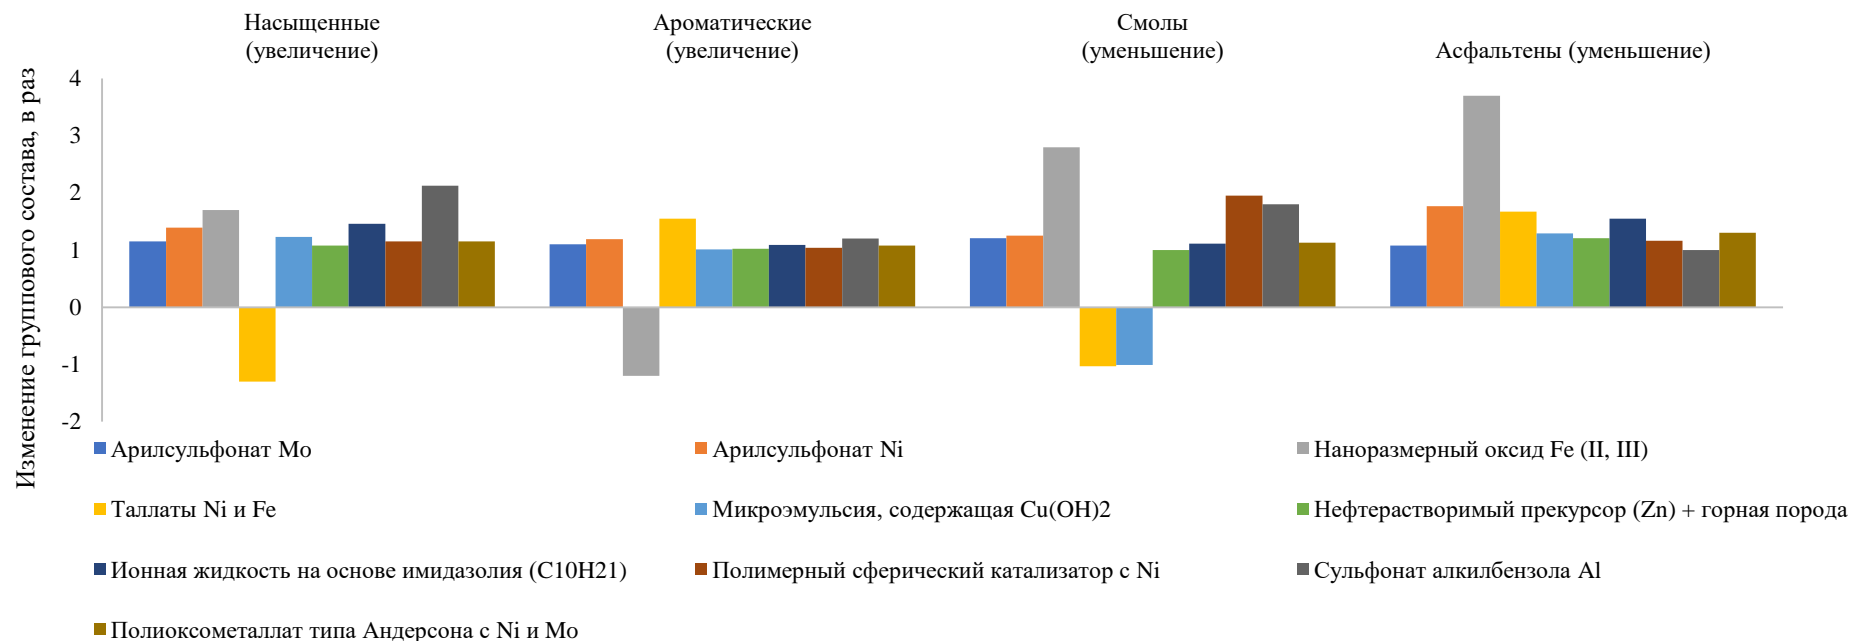 Насыщенные
(увеличение)
Ароматические
(увеличение)
Смолы
(уменьшение)
Асфальтены (уменьшение)
Изменение группового состава, в раз
4
3
2
1
0
-1
-2
Арилсульфонат Mo
Арилсульфонат Ni
Наноразмерный оксид Fe (II, III)
Таллаты Ni и Fe
Микроэмульсия, содержащая Cu(OH)2
Нефтерастворимый прекурсор (Zn) + горная порода
Ионная жидкость на основе имидазолия (C10H21)
Полимерный сферический катализатор с Ni
Сульфонат алкилбензола Al
Полиоксометаллат типа Андерсона с Ni и Mo